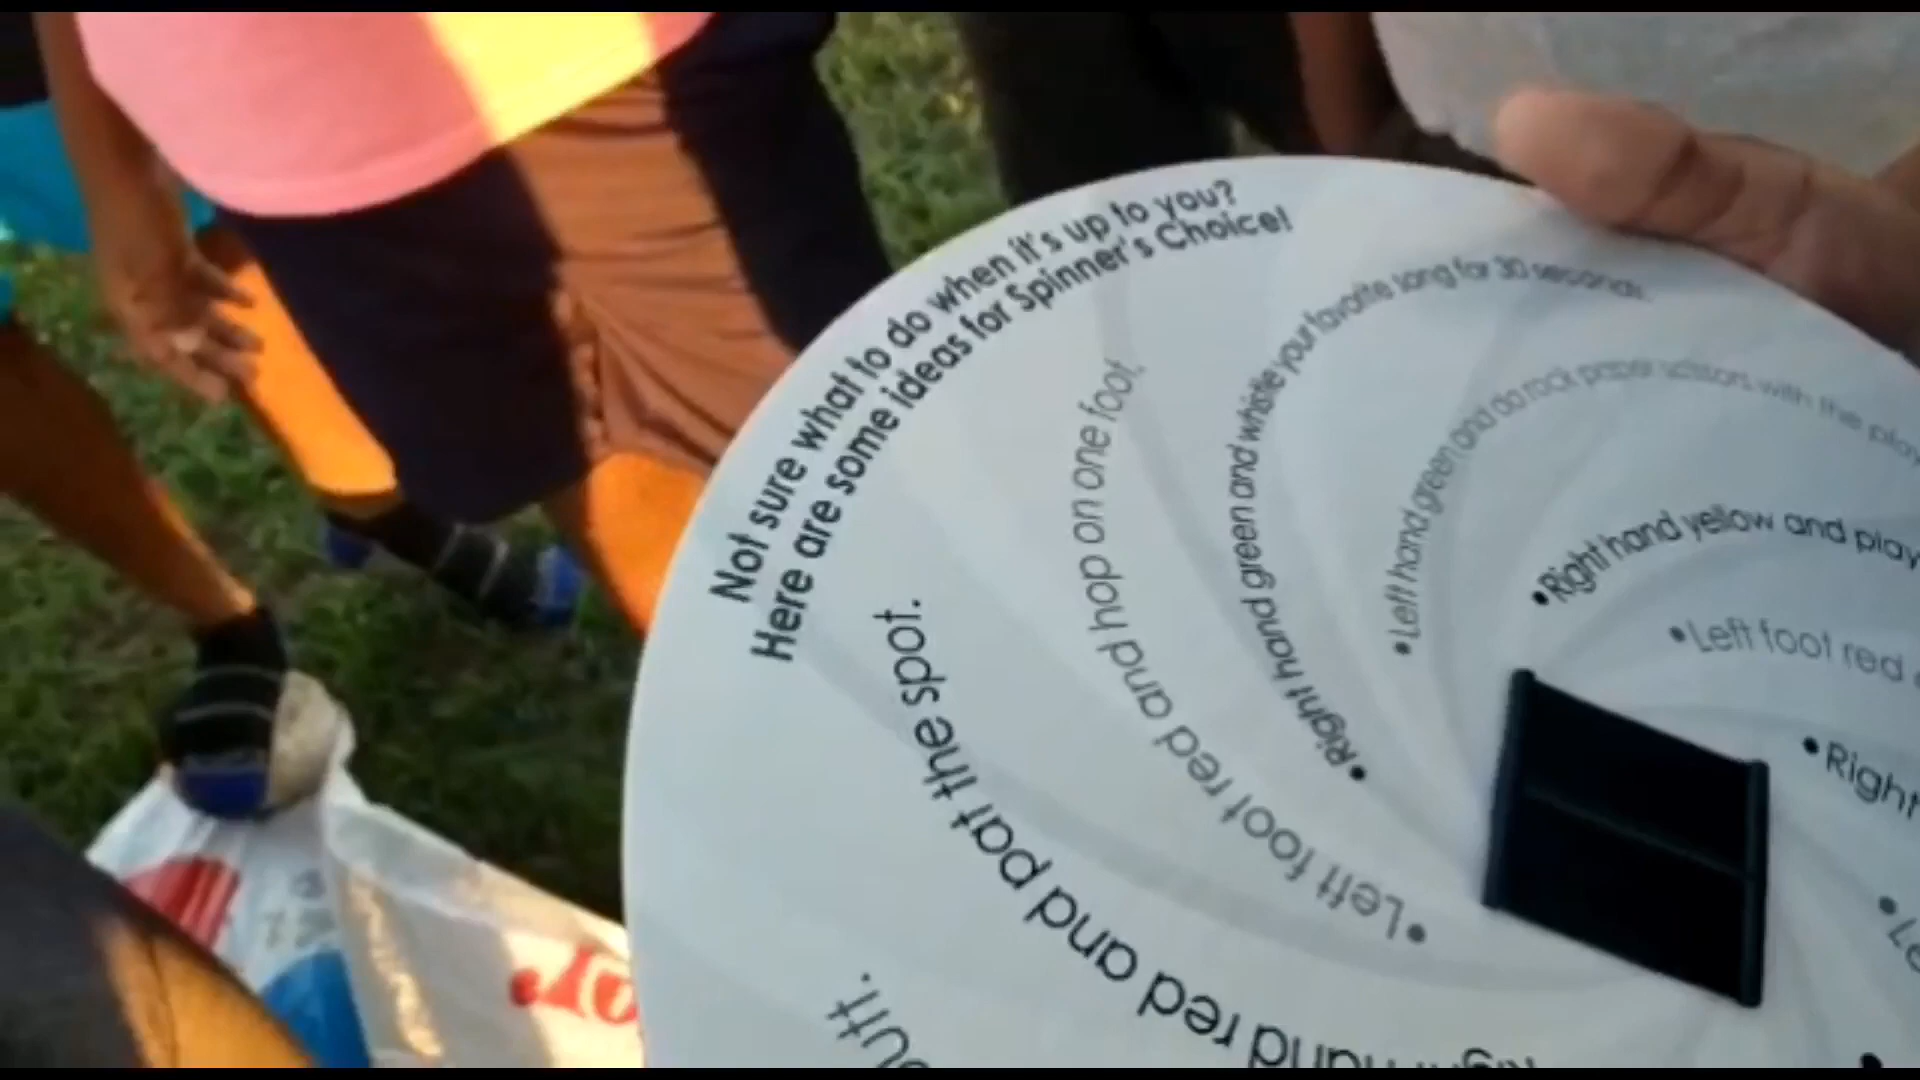 Not sure what to do when it's up to you?
Here are some ideas for Spinner's Choice!
and red and pat the spot.
•Left foot red and hop on one foot.
•Right hand green and whistle your favorite song for 30 seconds.
•Left hand green and do rock paper scissors with the
•Right hand yellow and play
•Left foot red
•Right